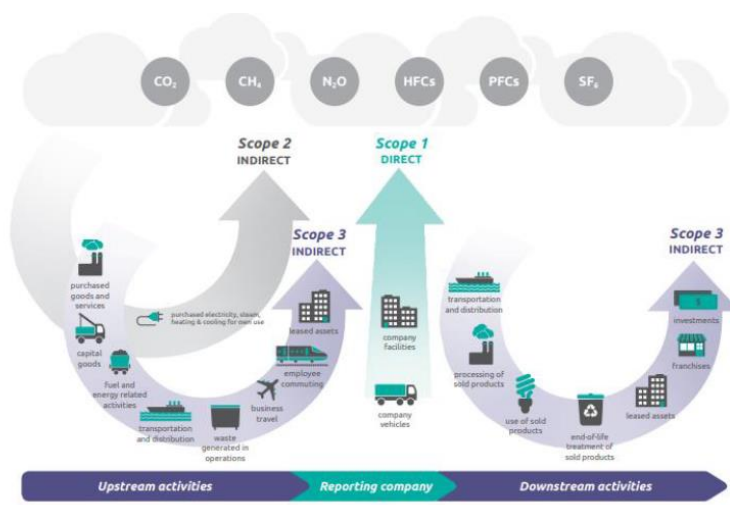 CO₂
CH₄
N₂O
HFCs
PFCs
SF₆
Scope 2
INDIRECT
Scope 1
DIRECT
Scope 3
INDIRECT
Scope 3
INDIRECT
purchased
goods and
services
capital
goods
fuel and
energy related
activities
transportation
and distribution
waste
generated in
operations
business
travel
employee
commuting
leased assets
purchased electricity, steam,
heating & cooling for own use
company
facilities
company
vehicles
transportation
and distribution
processing of
sold products
use of sold
products
end-of-life
treatment of
sold products
leased assets
franchises
$
investments
Upstream activities
Reporting company
Downstream activities